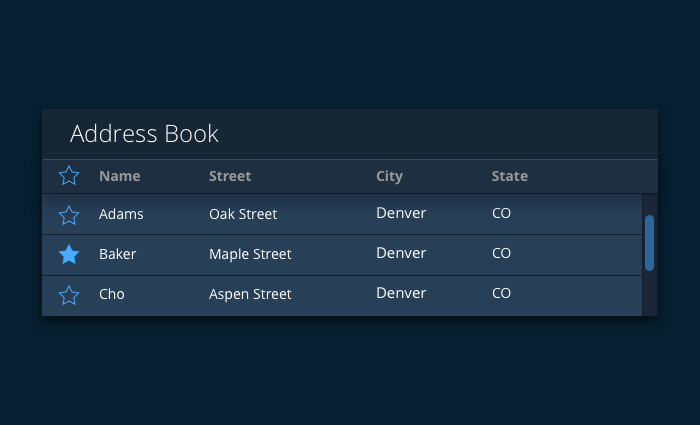 Address Book
Name Street City State
Adams Oak Street Denver CO
Baker Maple Street Denver CO
Cho Aspen Street Denver CO